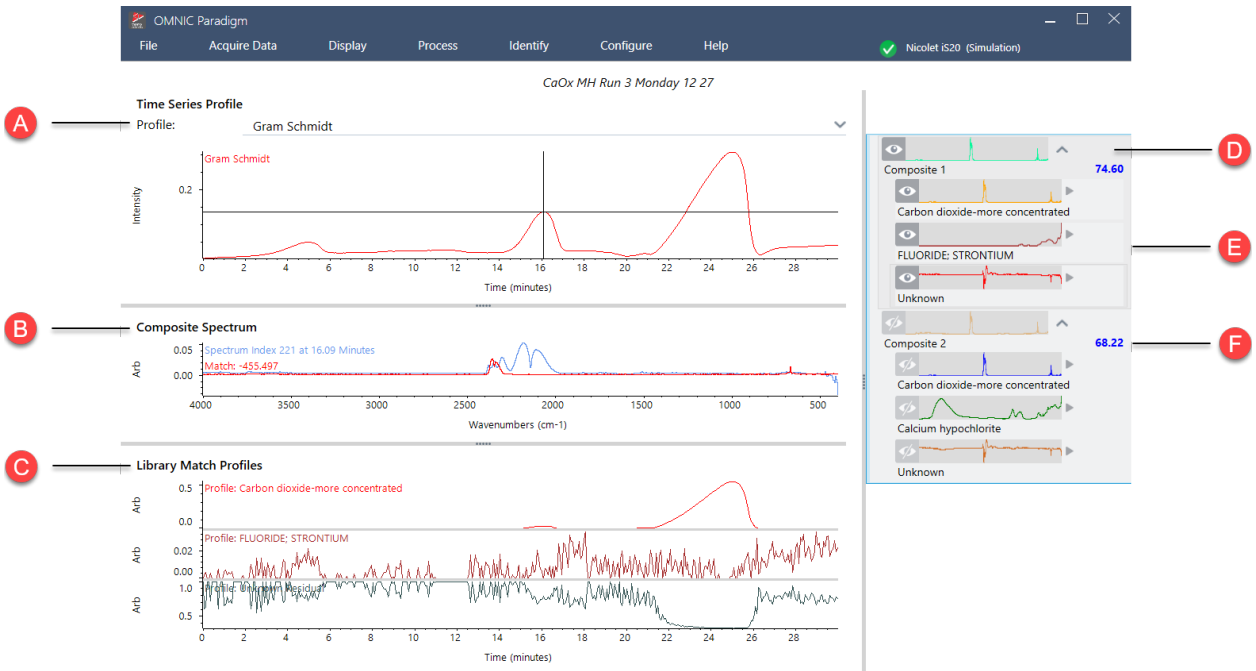 OMNIC Paradigm
File Acquire Data Display Process Identify Configure Help Nicolet iS20 (Simulation)
CaOx MH Run 3 Monday 12 27
Time Series Profile
A
Profile: Gram Schmidt
Gram Schmidt
Intensity
0.2
0 2 4 6 8 10 12 14 16 18 20 22 24 26 28
Time (minutes)
B
Composite Spectrum
Spectrum Index 221 at 16.09 Minutes
Match: -455.497
Arb
0.05
0.00
4000 3500 3000 2500 2000 1500 1000 500
Wavenumbers (cm-1)
C
Library Match Profiles
Profile: Carbon dioxide-more concentrated
Arb
0.5
0.0
Profile: FLUORIDE; STRONTIUM
Arb
0.02
0.00
Profile: Unknown Residual
Arb
1.0
0.5
0 2 4 6 8 10 12 14 16 18 20 22 24 26 28
Time (minutes)
D
Composite 1 74.60
Carbon dioxide-more concentrated
E
FLUORIDE; STRONTIUM
Unknown
F
Composite 2 68.22
Carbon dioxide-more concentrated
Calcium hypochlorite
Unknown